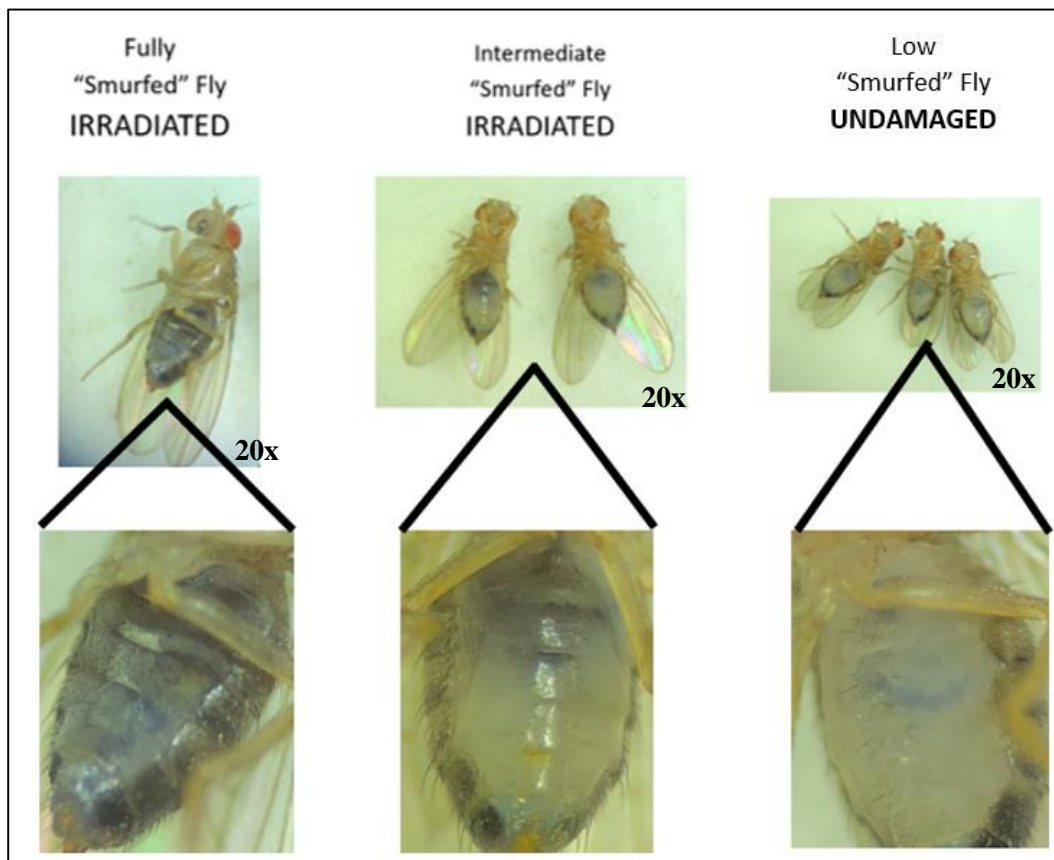 Fully
“Smurfed” Fly
IRRADIATED
Intermediate
“Smurfed” Fly
IRRADIATED
Low
“Smurfed” Fly
UNDAMAGED
20x
20x
20x